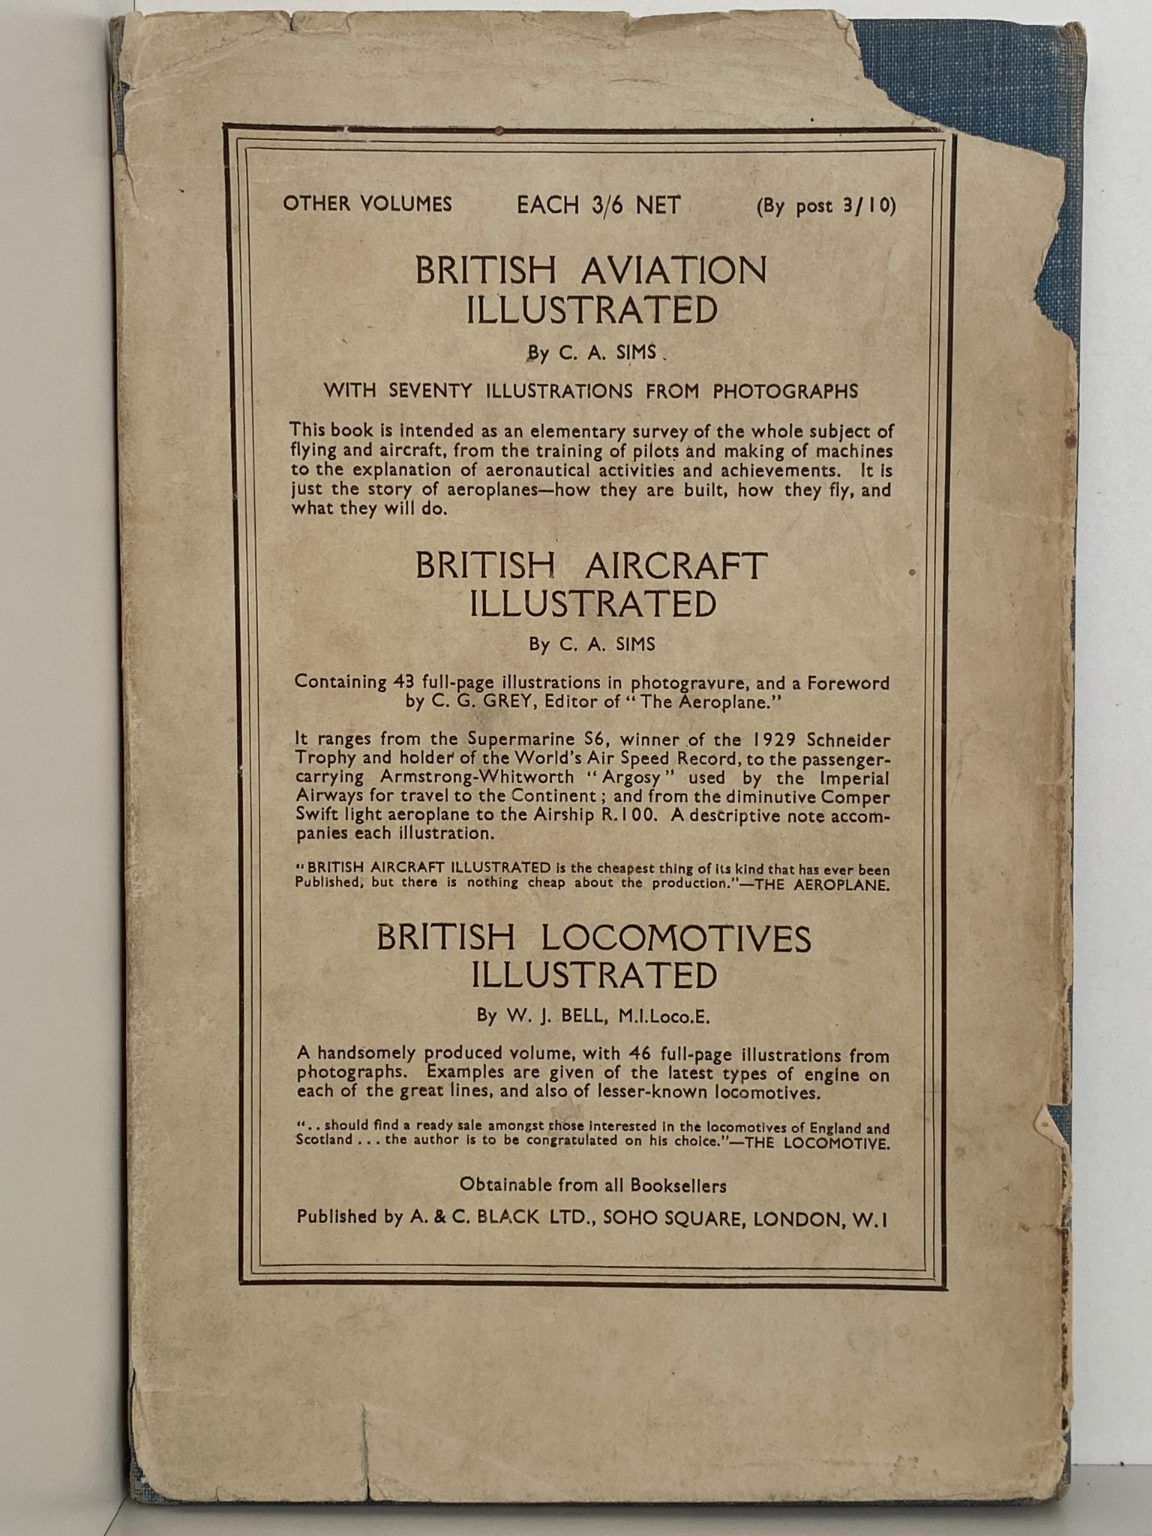 OTHER VOLUMES EACH 3/6 NET (By post 3/10)
BRITISH AVIATION
ILLUSTRATED
By C. A. SIMS.
WITH SEVENTY ILLUSTRATIONS FROM PHOTOGRAPHS
This book is intended as an elementary survey of the whole subject of
flying and aircraft, from the training of pilots and making of machines
to the explanation of aeronautical activities and achievements. It is
just the story of aeroplanes—how they are built, how they fly, and
what they will do.
BRITISH AIRCRAFT
ILLUSTRATED
By C. A. SIMS
Containing 43 full-page illustrations in photogravure, and a Foreword
by C. G. GREY, Editor of “The Aeroplane.”
It ranges from the Supermarine S6, winner of the 1929 Schneider
Trophy and holder of the World's Air Speed Record, to the passenger-
carrying Armstrong-Whitworth “Argosy” used by the Imperial
Airways for travel to the Continent; and from the diminutive Comper
Swift light aeroplane to the Airship R.100. A descriptive note accom-
panies each illustration.
“BRITISH AIRCRAFT ILLUSTRATED is the cheapest thing of its kind that has ever been
Published, but there is nothing cheap about the production.”—THE AEROPLANE.
BRITISH LOCOMOTIVES
ILLUSTRATED
By W. J. BELL, M.I.Loco.E.
A handsomely produced volume, with 46 full-page illustrations from
photographs. Examples are given of the latest types of engine on
each of the great lines, and also of lesser-known locomotives.
“.. should find a ready sale amongst those interested in the locomotives of England and
Scotland ... the author is to be congratulated on his choice.”—THE LOCOMOTIVE.
Obtainable from all Booksellers
Published by A. & C. BLACK LTD., SOHO SQUARE, LONDON, W.1